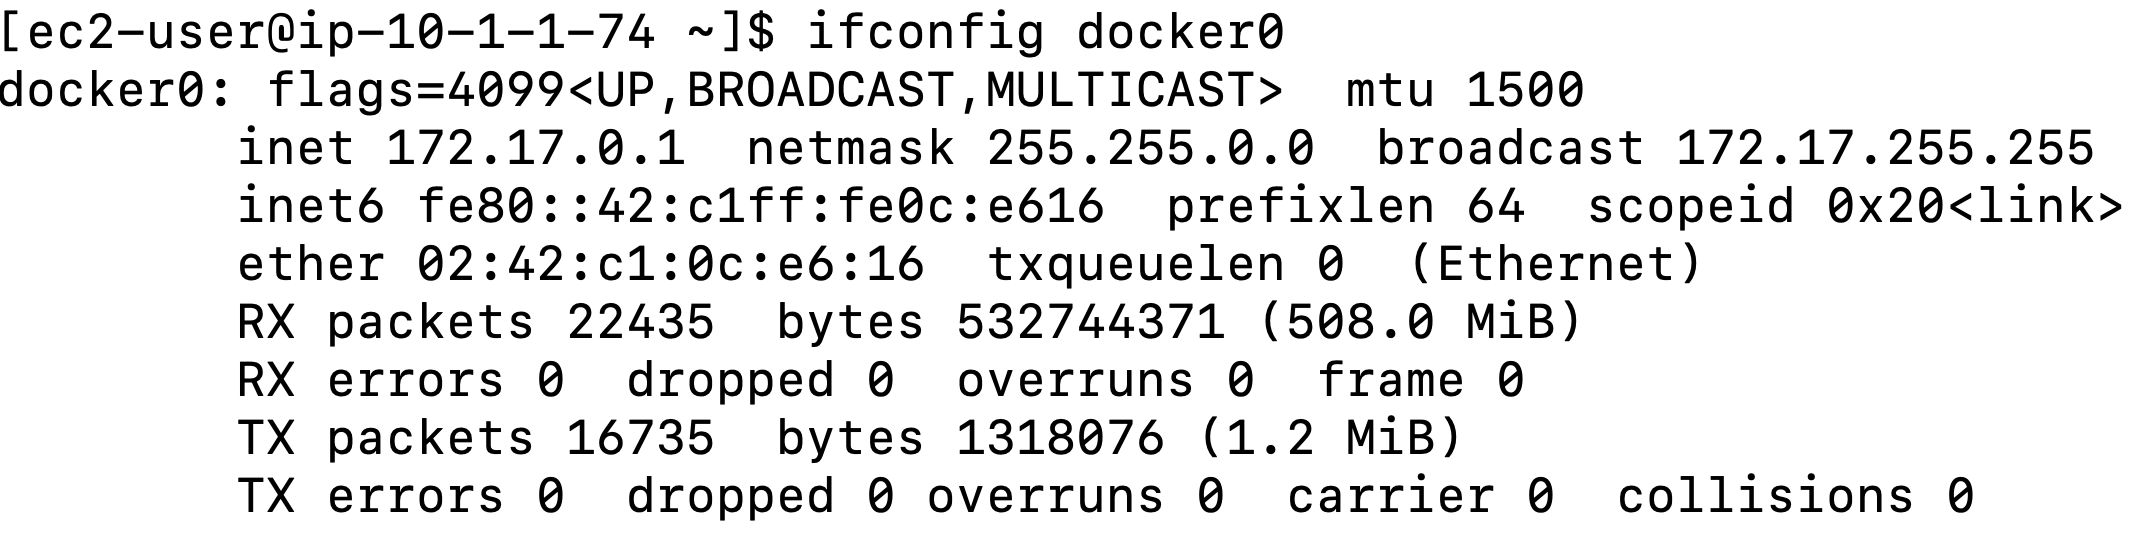 [ec2-user@ip-10-1-1-74 ~]$ ifconfig docker0
docker0: flags=4099<UP,BROADCAST,MULTICAST>  mtu 1500
        inet 172.17.0.1  netmask 255.255.0.0  broadcast 172.17.255.255
        inet6 fe80::42:c1ff:fe0c:e616  prefixlen 64  scopeid 0x20<link>
        ether 02:42:c1:0c:e6:16  txqueuelen 0  (Ethernet)
        RX packets 22435  bytes 532744371 (508.0 MiB)
        RX errors 0  dropped 0  overruns 0  frame 0
        TX packets 16735  bytes 1318076 (1.2 MiB)
        TX errors 0  dropped 0 overruns 0  carrier 0  collisions 0